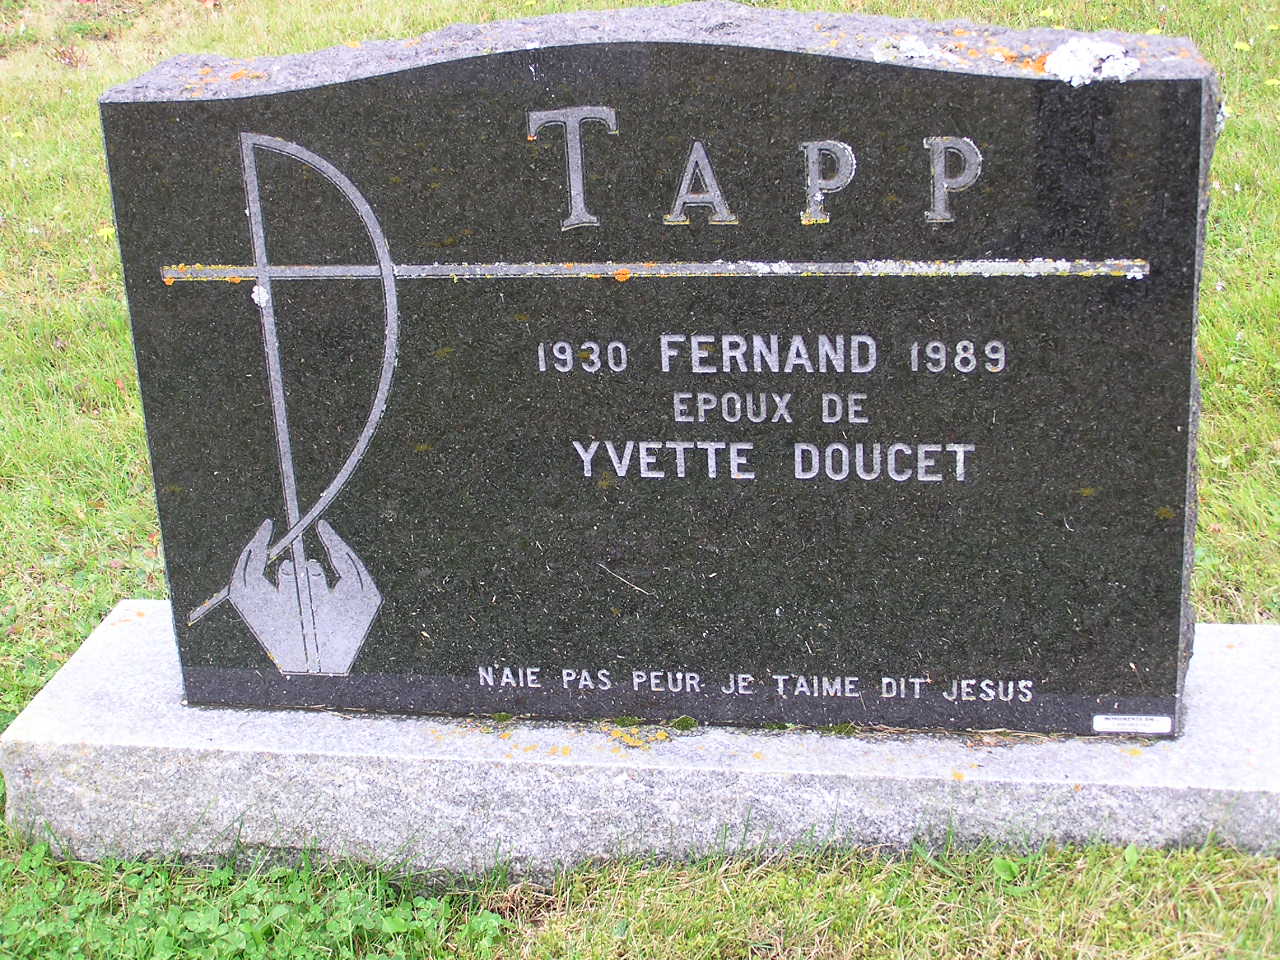 TAPP
1930 FERNAND 1989
EPOUX DE
YVETTE DOUCET
N'AIE PAS PEUR JE T'AIME DIT JESUS